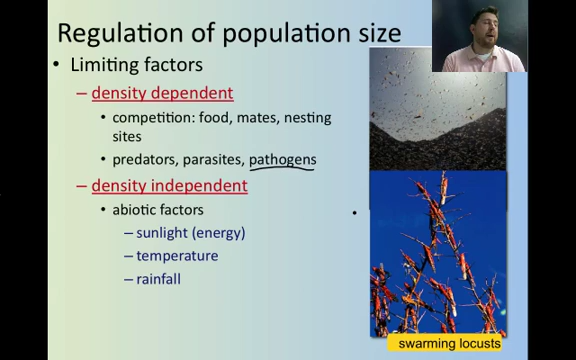 Regulation of population size
• Limiting factors
– density dependent
• competition: food, mates, nesting
sites
• predators, parasites, pathogens
– density independent
• abiotic factors
– sunlight (energy)
– temperature
– rainfall
swarming locusts